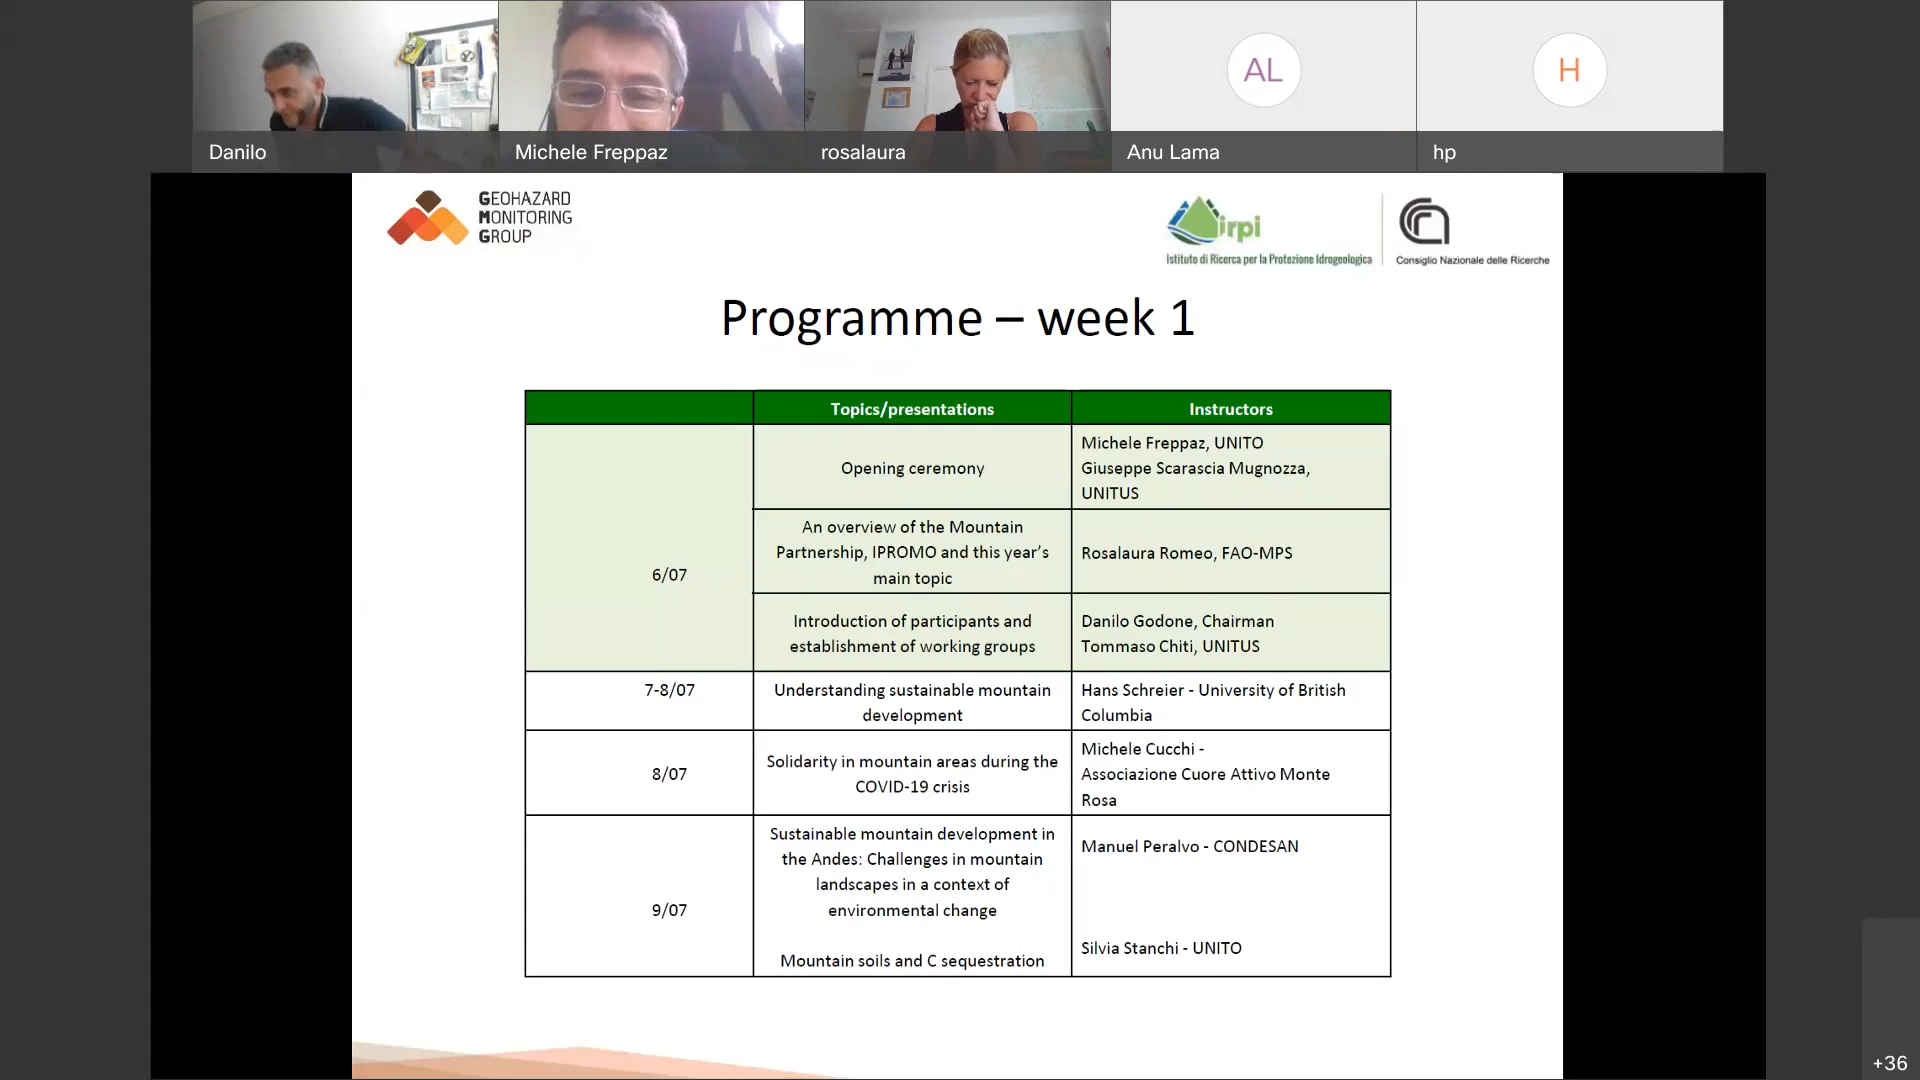 AL
H
Danilo
Michele Freppaz
rosalaura
Anu Lama
hp
GEOHAZARD
MONITORING
GROUP
irpi
Istituto di Ricerca per la Protezione Idrogeologica
Consiglio Nazionale delle Ricerche
Programme – week 1
Topics/presentations
Instructors
6/07
Opening ceremony
Michele Freppaz, UNITO
Giuseppe Scarascia Mugnozza,
UNITUS
An overview of the Mountain
Partnership, IPROMO and this year’s
main topic
Rosalaura Romeo, FAO-MPS
Introduction of participants and
establishment of working groups
Danilo Godone, Chairman
Tommaso Chiti, UNITUS
7-8/07
Understanding sustainable mountain
development
Hans Schreier - University of British
Columbia
8/07
Solidarity in mountain areas during the
COVID-19 crisis
Michele Cucchi -
Associazione Cuore Attivo Monte
Rosa
9/07
Sustainable mountain development in
the Andes: Challenges in mountain
landscapes in a context of
environmental change
Manuel Peralvo - CONDESAN
Mountain soils and C sequestration
Silvia Stanchi - UNITO
+36